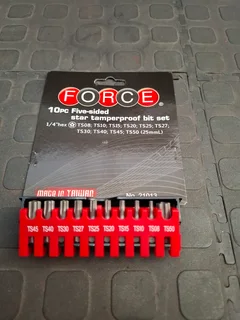 FORCE
10PC Five-sided
star tamperproof bit set
1/4"hex TS08, TS10, TS15, TS20, TS25, TS27,
TS30, TS40, TS45, TS50 (25mmL)
MADE IN TAIWAN
No.
TS45 TS40 TS30 TS27 TS25 TS20 TS15 TS10 TS08 TS50